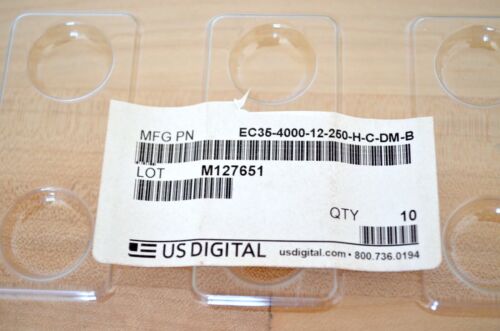 MFG PN EC35-4000-12-250-H-C-DM-B
LOT M127651
QTY 10
US DIGITAL usdigital.com • 800.736.0194